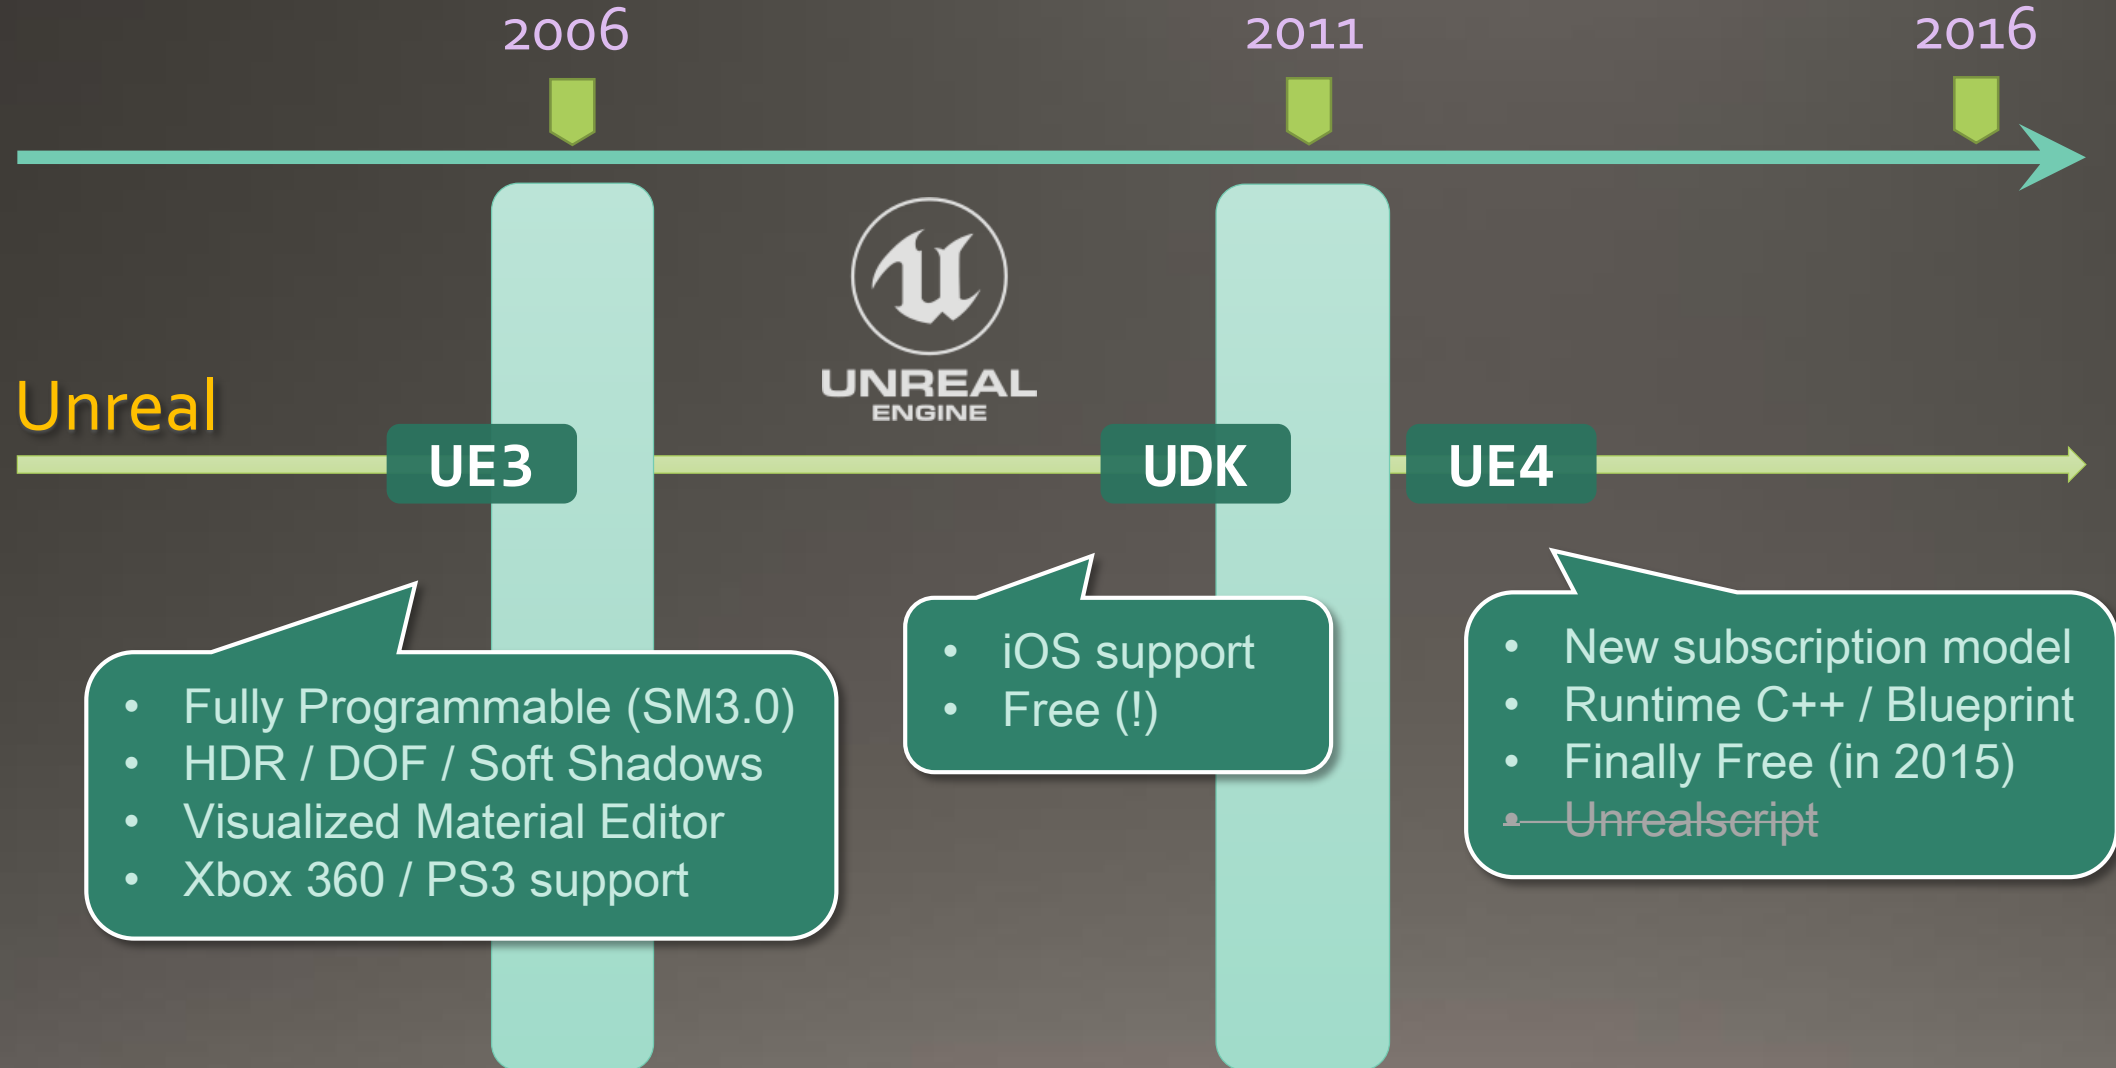 2006
2011
2016
UNREAL
ENGINE
Unreal
UE3
UDK
UE4
• Fully Programmable (SM3.0)
• HDR / DOF / Soft Shadows
• Visualized Material Editor
• Xbox 360 / PS3 support
• iOS support
• Free (!)
• New subscription model
• Runtime C++ / Blueprint
• Finally Free (in 2015)
• Unrealscript